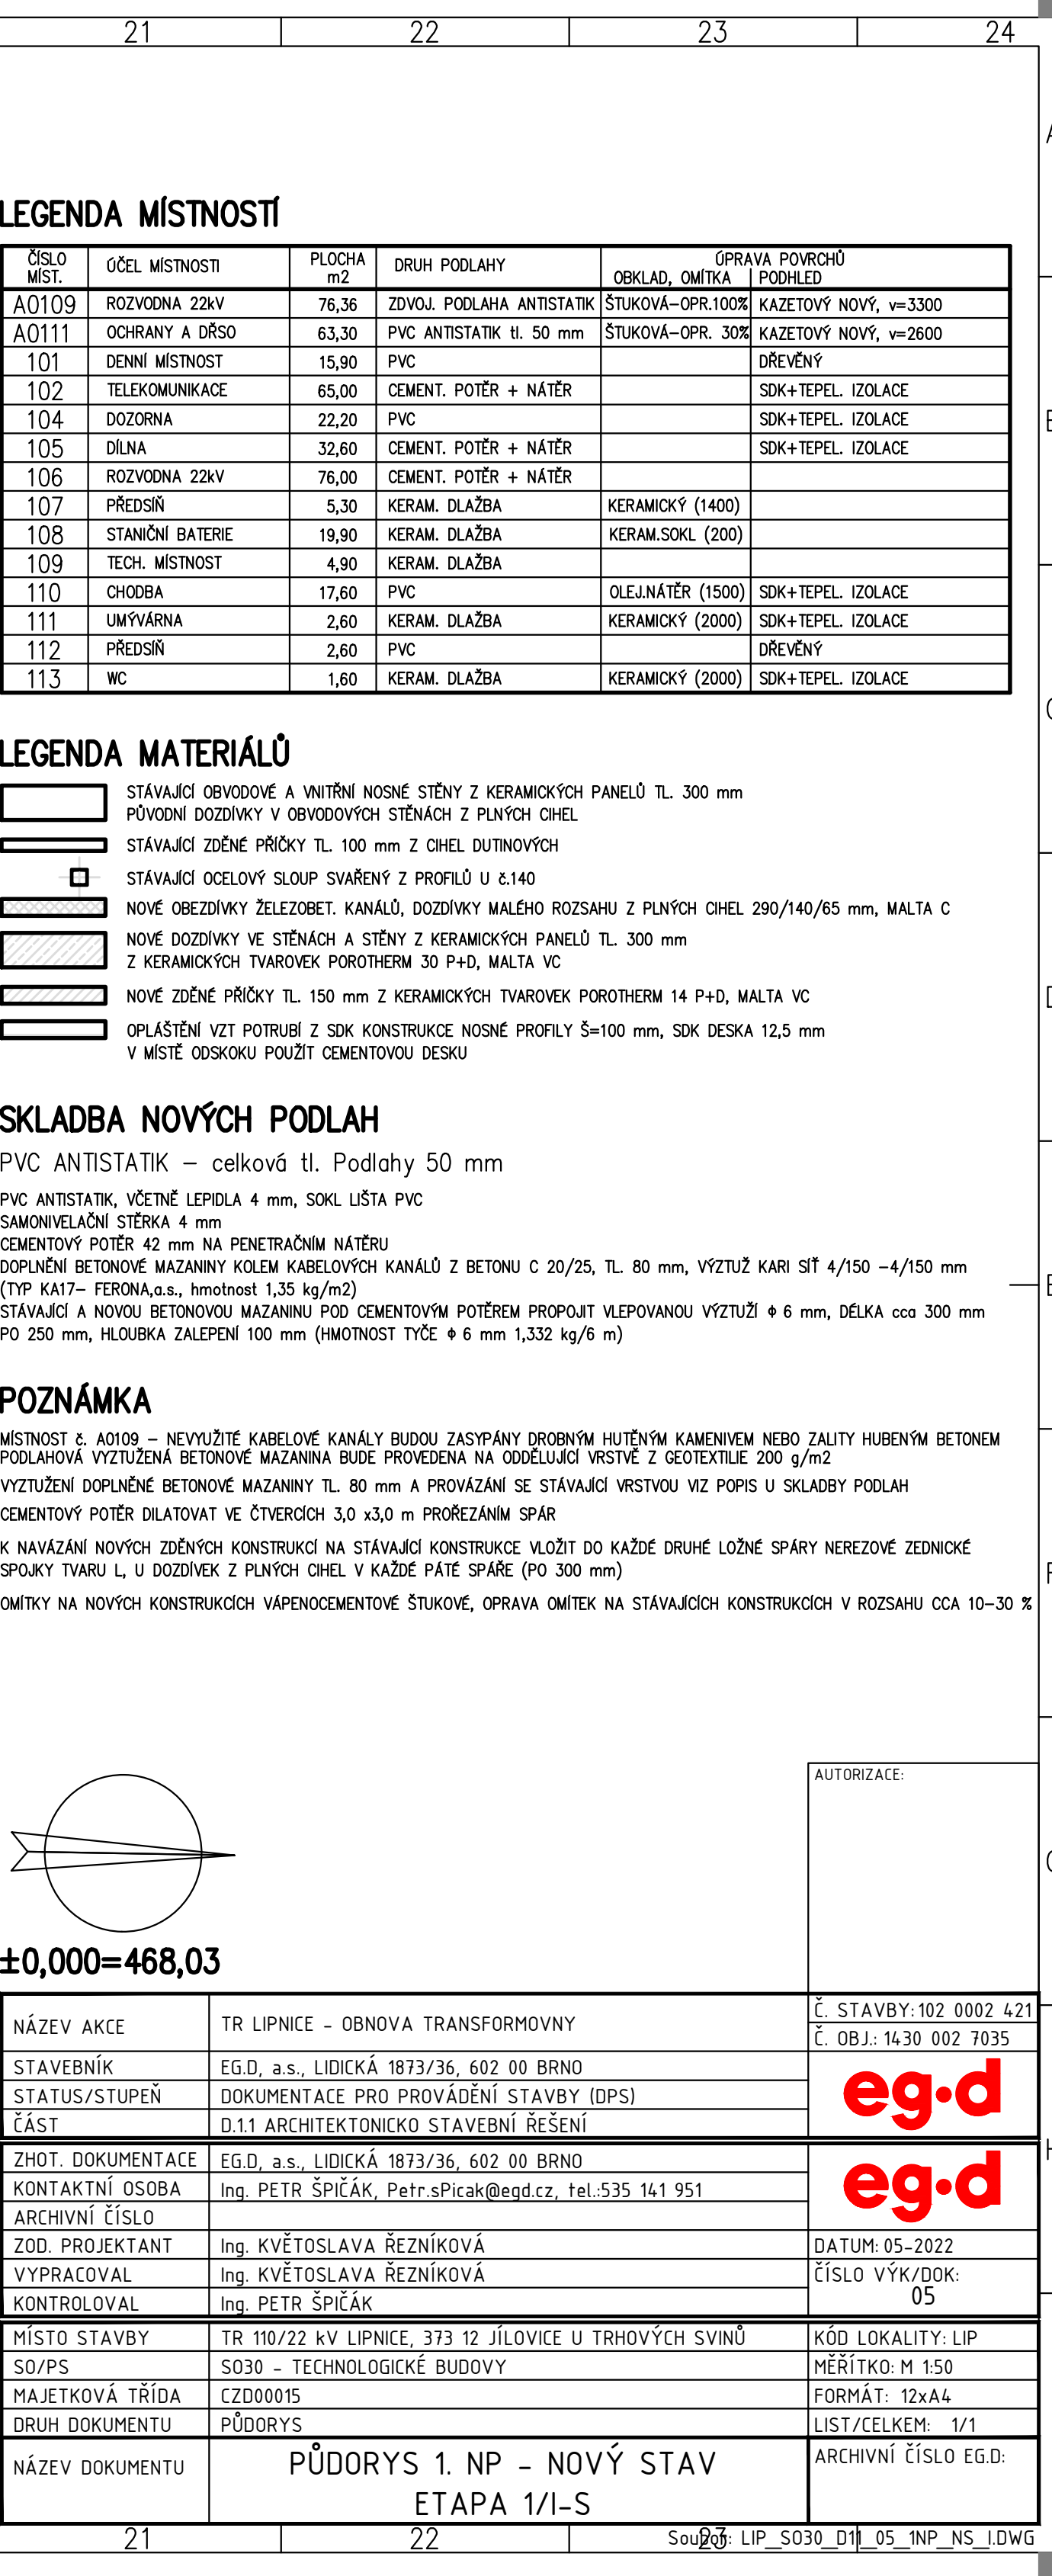 21 22 23 24
LEGENDA MÍSTNOSTÍ
ČÍSLO MÍST. ÚČEL MÍSTNOSTI PLOCHA m2 DRUH PODLAHY ÚPRAVA POVRCHŮ
OBKLAD, OMÍTKA PODHLED
A0109 ROZVODNA 22kV 76,36 ZDVOJ. PODLAHA ANTISTATIK ŠTUKOVÁ-OPR.100% KAZETOVÝ NOVÝ, v=3300
A0111 OCHRANY A DŘSO 63,30 PVC ANTISTATIK tl. 50 mm ŠTUKOVÁ-OPR. 30% KAZETOVÝ NOVÝ, v=2600
101 DENNÍ MÍSTNOST 15,90 PVC DŘEVĚNÝ
102 TELEKOMUNIKACE 65,00 CEMENT. POTĚR + NÁTĚR SDK+TEPEL. IZOLACE
104 DOZORNA 22,20 PVC SDK+TEPEL. IZOLACE
105 DÍLNA 32,60 CEMENT. POTĚR + NÁTĚR SDK+TEPEL. IZOLACE
106 ROZVODNA 22kV 76,00 CEMENT. POTĚR + NÁTĚR
107 PŘEDSÍŇ 5,30 KERAM. DLAŽBA KERAMICKÝ (1400)
108 STANIČNÍ BATERIE 19,90 KERAM. DLAŽBA KERAM.SOKL (200)
109 TECH. MÍSTNOST 4,90 KERAM. DLAŽBA
110 CHODBA 17,60 PVC OLEJ.NÁTĚR (1500) SDK+TEPEL. IZOLACE
111 UMÝVÁRNA 2,60 KERAM. DLAŽBA KERAMICKÝ (2000) SDK+TEPEL. IZOLACE
112 PŘEDSÍŇ 2,60 PVC DŘEVĚNÝ
113 WC 1,60 KERAM. DLAŽBA KERAMICKÝ (2000) SDK+TEPEL. IZOLACE
LEGENDA MATERIÁLŮ
STÁVAJÍCÍ OBVODOVÉ A VNITŘNÍ NOSNÉ STĚNY Z KERAMICKÝCH PANELŮ TL. 300 mm
PŮVODNÍ DOZDÍVKY V OBVODOVÝCH STĚNÁCH Z PLNÝCH CIHEL
STÁVAJÍCÍ ZDĚNÉ PŘÍČKY TL. 100 mm Z CIHEL DUTINOVÝCH
STÁVAJÍCÍ OCELOVÝ SLOUP SVAŘENÝ Z PROFILŮ U č.140
NOVÉ OBEZDÍVKY ŽELEZOBET. KANÁLŮ, DOZDÍVKY MALÉHO ROZSAHU Z PLNÝCH CIHEL 290/140/65 mm, MALTA C
NOVÉ DOZDÍVKY VE STĚNÁCH A STĚNY Z KERAMICKÝCH PANELŮ TL. 300 mm
Z KERAMICKÝCH TVAROVEK POROTHERM 30 P+D, MALTA VC
NOVÉ ZDĚNÉ PŘÍČKY TL. 150 mm Z KERAMICKÝCH TVAROVEK POROTHERM 14 P+D, MALTA VC
OPLÁŠTĚNÍ VZT POTRUBÍ Z SDK KONSTRUKCE NOSNÉ PROFILY Š=100 mm, SDK DESKA 12,5 mm
V MÍSTĚ ODSKOKU POUŽÍT CEMENTOVOU DESKU
SKLADBA NOVÝCH PODLAH
PVC ANTISTATIK – celková tl. Podlahy 50 mm
PVC ANTISTATIK, VČETNĚ LEPIDLA 4 mm, SOKL LIŠTA PVC
SAMONIVELAČNÍ STĚRKA 4 mm
CEMENTOVÝ POTĚR 42 mm NA PENETRAČNÍM NÁTĚRU
DOPLNĚNÍ BETONOVÉ MAZANINY KOLEM KABELOVÝCH KANÁLŮ Z BETONU C 20/25, TL. 80 mm, VÝZTUŽ KARI SÍŤ 4/150 -4/150 mm
(TYP KA17- FERONA,a.s., hmotnost 1,35 kg/m2)
STÁVAJÍCÍ A NOVOU BETONOVOU MAZANINU POD CEMENTOVÝM POTĚREM PROPOJIT VLEPOVANOU VÝZTUŽÍ ϕ 6 mm, DÉLKA cca 300 mm
PO 250 mm, HLOUBKA ZALEPENÍ 100 mm (HMOTNOST TYČE ϕ 6 mm 1,332 kg/6 m)
POZNÁMKA
MÍSTNOST č. A0109 – NEVYUŽITÉ KABELOVÉ KANÁLY BUDOU ZASYPÁNY DROBNÝM HUTĚNÝM KAMENIVEM NEBO ZALITY HUBENÝM BETONEM
PODLAHOVÁ VYZTUŽENÁ BETONOVÉ MAZANINA BUDE PROVEDENA NA ODDĚLUJÍCÍ VRSTVĚ Z GEOTEXTILIE 200 g/m2
VYZTUŽENÍ DOPLNĚNÉ BETONOVÉ MAZANINY TL. 80 mm A PROVÁZÁNÍ SE STÁVAJÍCÍ VRSTVOU VIZ POPIS U SKLADBY PODLAH
CEMENTOVÝ POTĚR DILATOVAT VE ČTVERCÍCH 3,0 x3,0 m PROŘEZÁNÍM SPÁR
K NAVÁZÁNÍ NOVÝCH ZDĚNÝCH KONSTRUKCÍ NA STÁVAJÍCÍ KONSTRUKCE VLOŽIT DO KAŽDÉ DRUHÉ LOŽNÉ SPÁRY NEREZOVÉ ZEDNICKÉ
SPOJKY TVARU L, U DOZDÍVEK Z PLNÝCH CIHEL V KAŽDÉ PÁTÉ SPÁŘE (PO 300 mm)
OMÍTKY NA NOVÝCH KONSTRUKCÍCH VÁPENOCEMENTOVÉ ŠTUKOVÉ, OPRAVA OMÍTEK NA STÁVAJÍCÍCH KONSTRUKCÍCH V ROZSAHU CCA 10-30 %
AUTORIZACE:
±0,000=468,03
NÁZEV AKCE TR LIPNICE - OBNOVA TRANSFORMOVNY Č. STAVBY: 102 0002 421
Č. OBJ.: 1430 002 7035
STAVEBNÍK EG.D, a.s., LIDICKÁ 1873/36, 602 00 BRNO
STATUS/STUPEŇ DOKUMENTACE PRO PROVÁDĚNÍ STAVBY (DPS)
eg.d
ČÁST D.1.1 ARCHITEKTONICKO STAVEBNÍ ŘEŠENÍ
ZHOT. DOKUMENTACE EG.D, a.s., LIDICKÁ 1873/36, 602 00 BRNO
KONTAKTNÍ OSOBA Ing. PETR ŠPIČÁK, Petr.sPicak@egd.cz, tel.:535 141 951
eg.d
ARCHIVNÍ ČÍSLO
ZOD. PROJEKTANT Ing. KVĚTOSLAVA ŘEZNÍKOVÁ DATUM: 05-2022
VYPRACOVAL Ing. KVĚTOSLAVA ŘEZNÍKOVÁ ČÍSLO VÝK/DOK:
KONTROLOVAL Ing. PETR ŠPIČÁK 05
MÍSTO STAVBY TR 110/22 kV LIPNICE, 373 12 JÍLOVICE U TRHOVÝCH SVINŮ KÓD LOKALITY: LIP
SO/PS SO30 - TECHNOLOGICKÉ BUDOVY MĚŘÍTKO: M 1:50
MAJETKOVÁ TŘÍDA CZD00015 FORMÁT: 12xA4
DRUH DOKUMENTU PŮDORYS LIST/CELKEM: 1/1
NÁZEV DOKUMENTU PŮDORYS 1. NP - NOVÝ STAV ARCHIVNÍ ČÍSLO EG.D:
ETAPA 1/I-S
21 22 23
Soubor: LIP_SO30_D11_05_1NP_NS_I.DWG